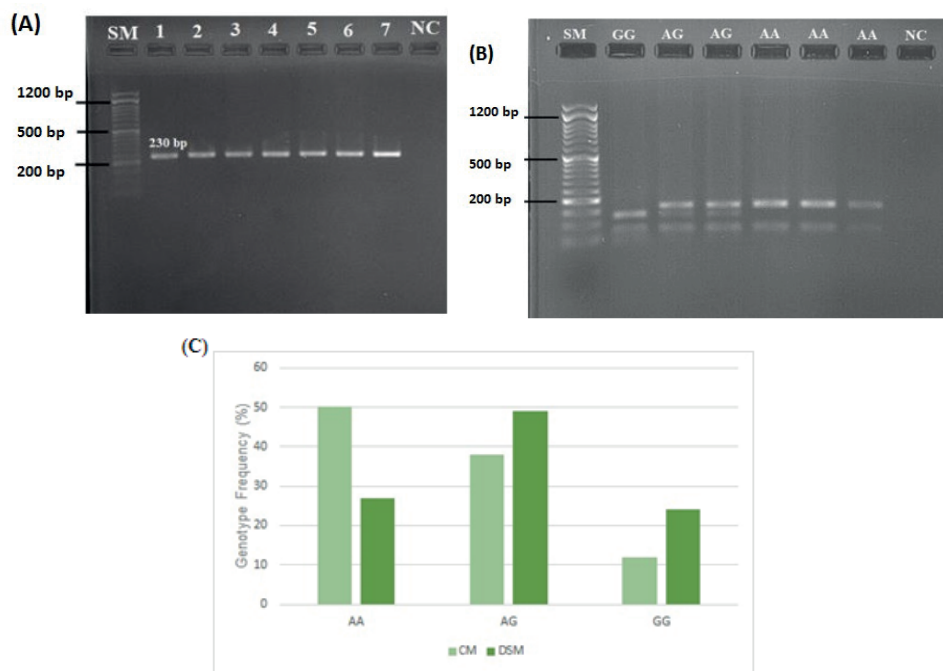 (A)
SM 1 2 3 4 5 6 7 NC
1200 bp
500 bp
230 bp
200 bp
(B)
SM GG AG AG AA AA AA NC
1200 bp
500 bp
200 bp
(C)
Genotype Frequency (%)
60
50
40
30
20
10
0
AA AG GG
CM DSM